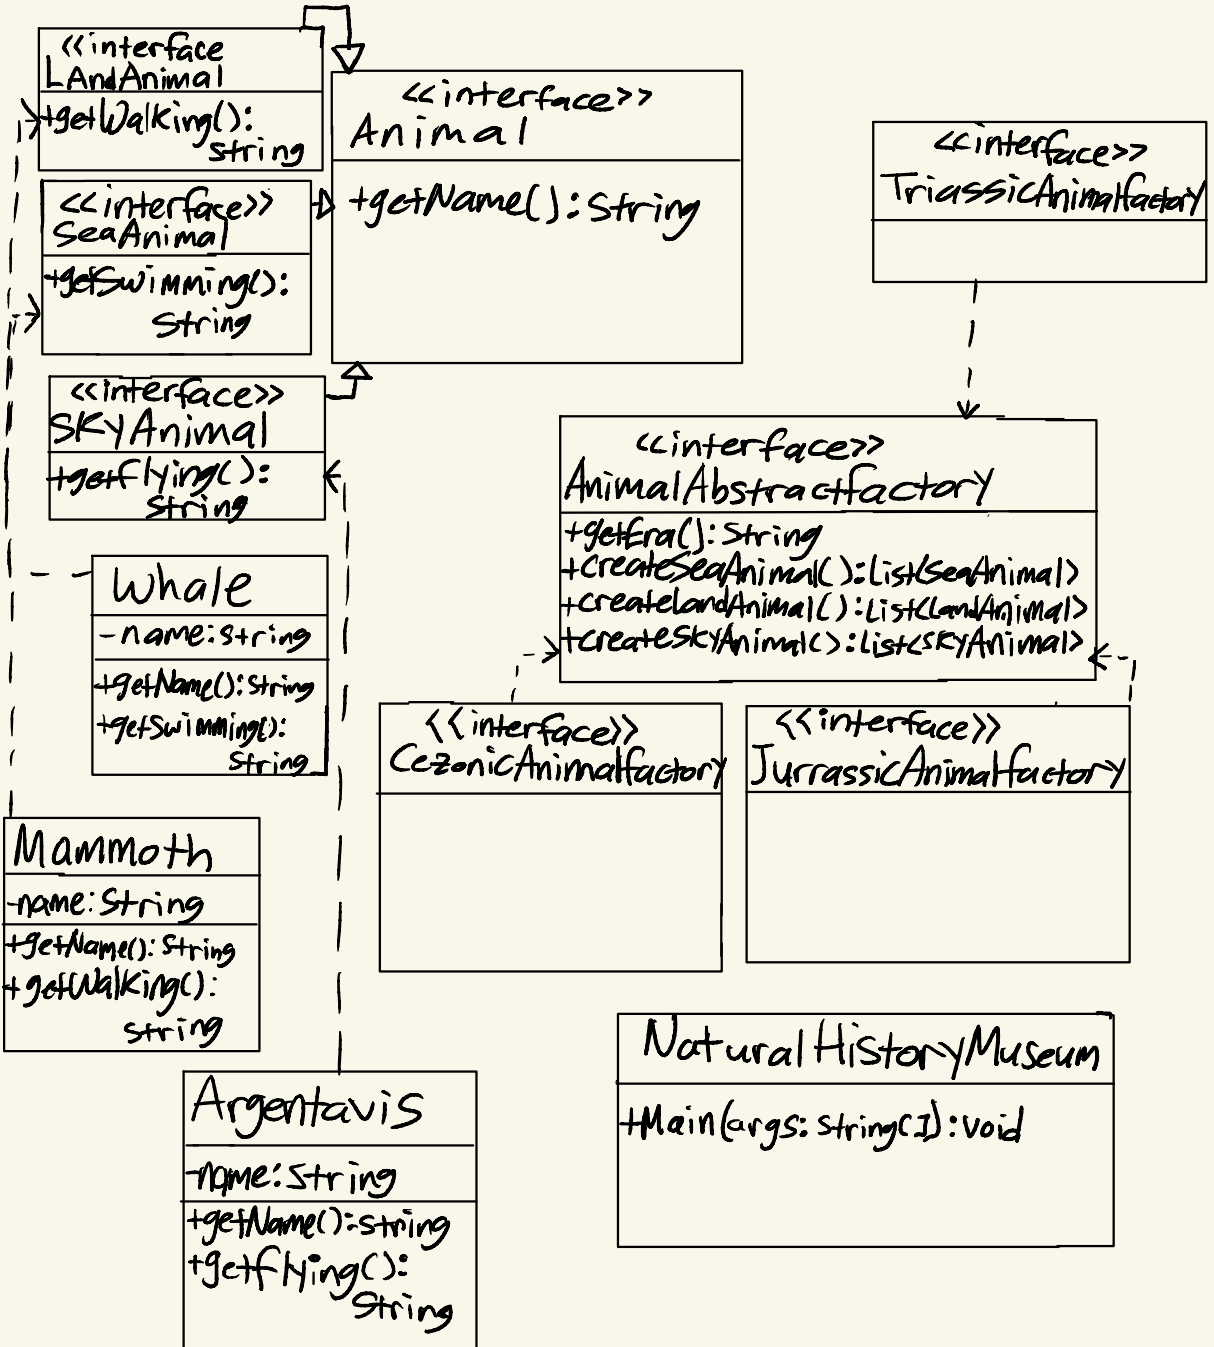 <<interface
LAndAnimal
+getWalking():
string
<<interface>>
SeaAnimal
+getSwimming():
String
<<interface>>
SkyAnimal
+getFlying():
String
<<interface>>
Animal
+getName():String
<<interface>>
TriassicAnimalfactory
<<interface>>
AnimalAbstractfactory
+getEra():String
+createSeaAnimal():List<SeaAnimal>
+createLandAnimal():List<LandAnimal>
+createSkyAnimal():List<SkyAnimal>
Whale
-name:String
+getName():String
+getSwimming():
String
<<interface>>
CezonicAnimalfactory
<<interface>>
JurrassicAnimalfactory
Mammoth
-name:String
+getName():String
+getWalking():
String
Argentavis
-name:String
+getName():String
+getFlying():
String
NaturalHistoryMuseum
+Main(args:String[]):void